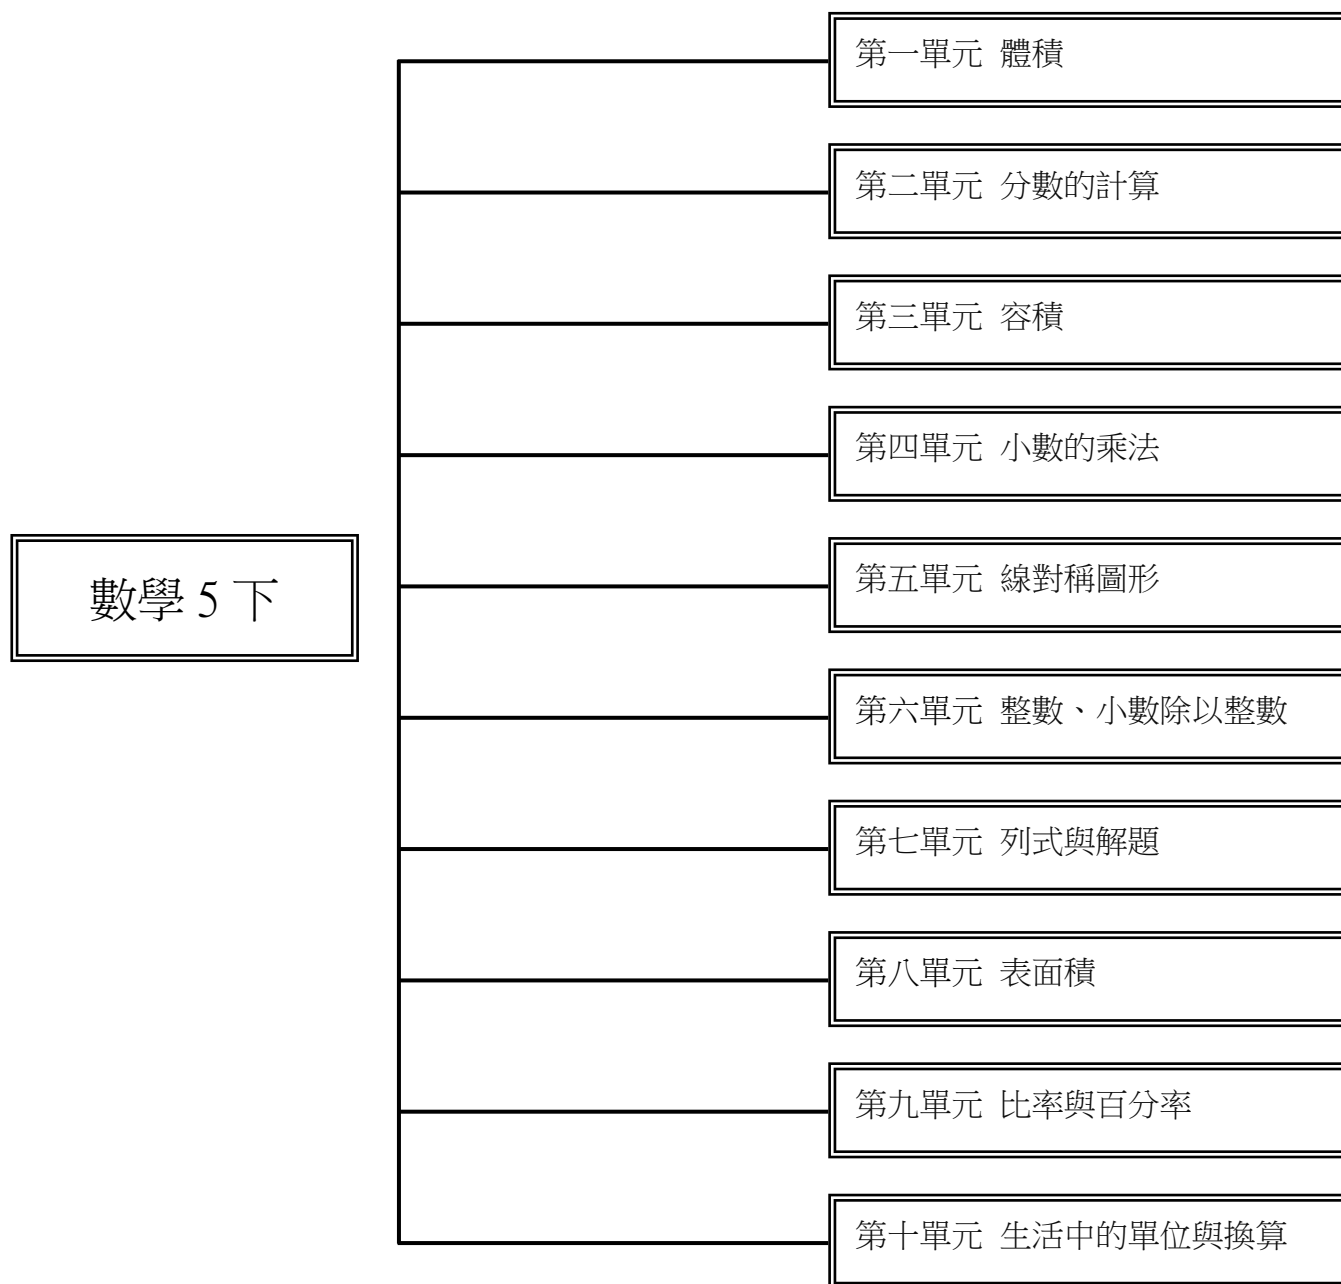 第一單元 體積
第二單元 分數的計算
第三單元 容積
第四單元 小數的乘法
第五單元 線對稱圖形
數學 5 下
第六單元 整數、小數除以整數
第七單元 列式與解題
第八單元 表面積
第九單元 比率與百分率
第十單元 生活中的單位與換算